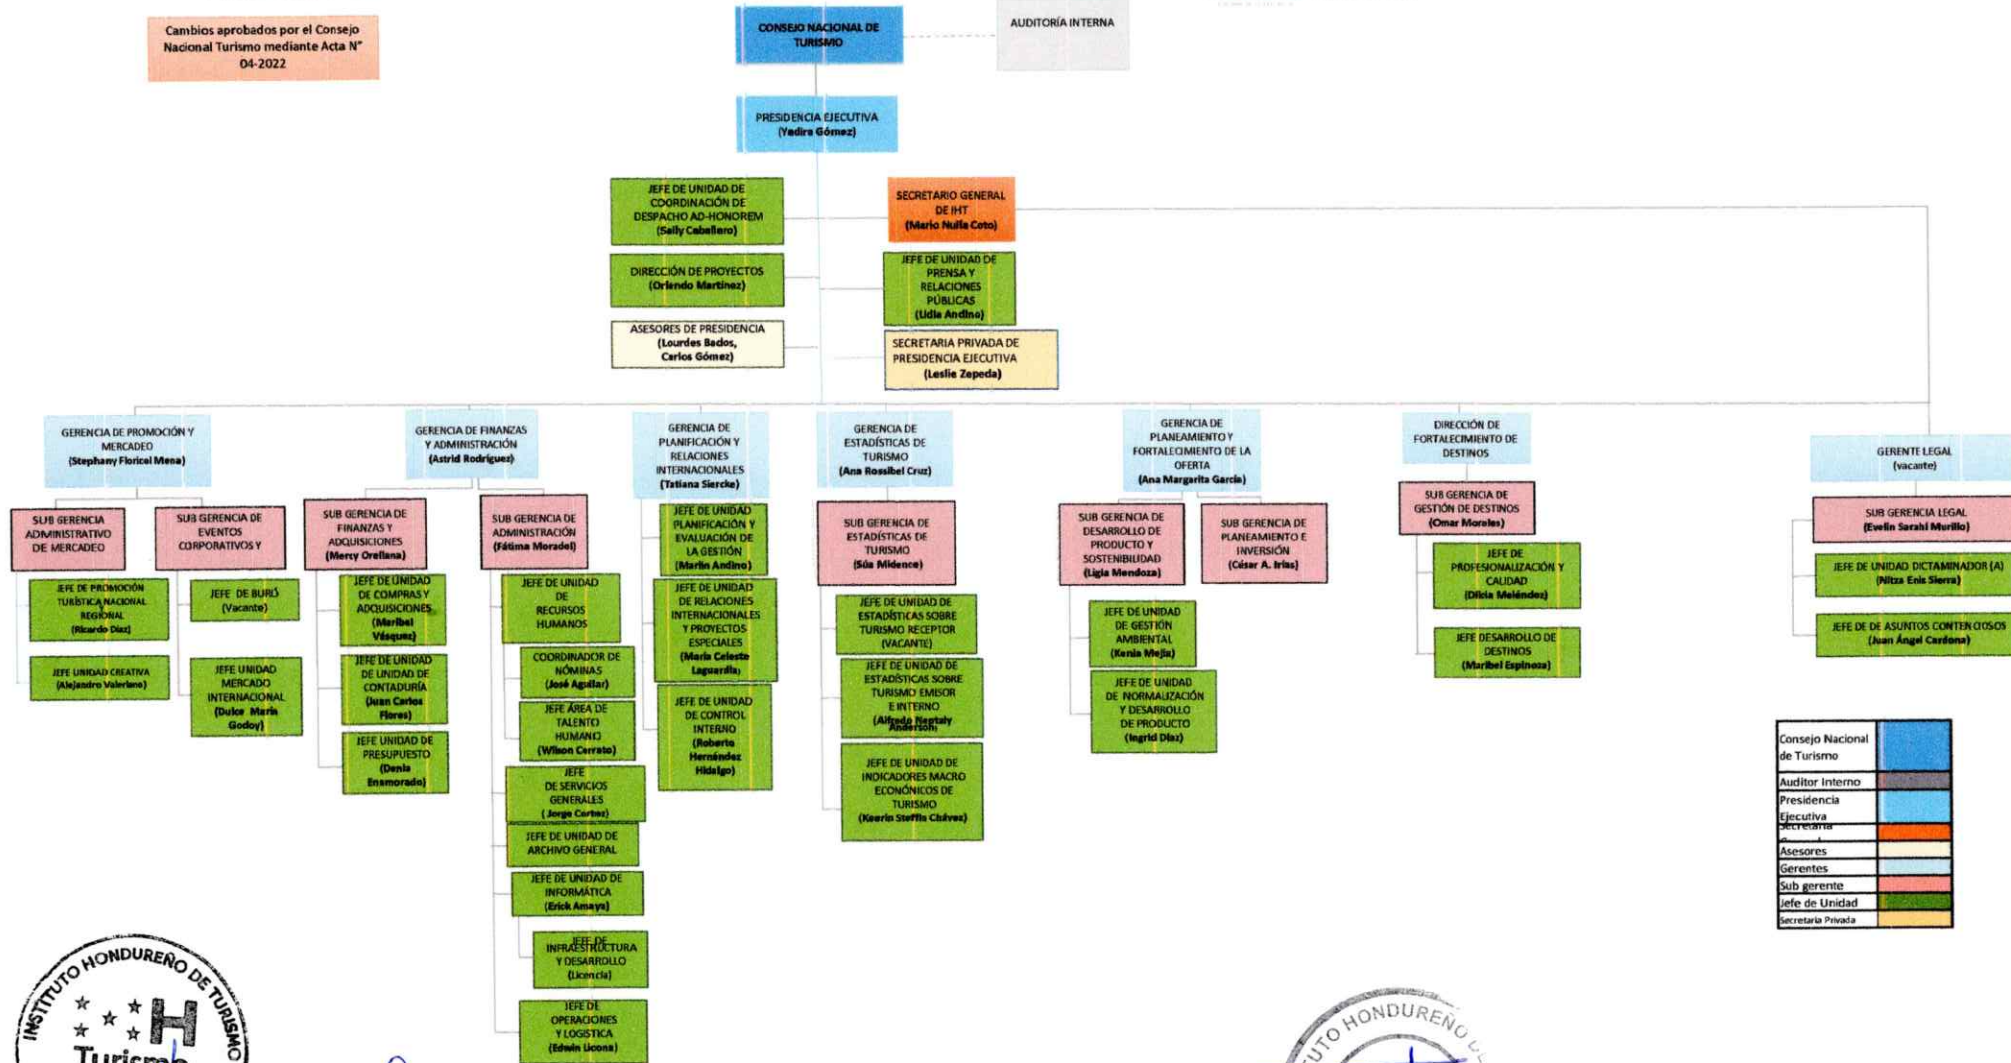 Cambios aprobados por el Consejo
Nacional Turismo mediante Acta N°
04-2022
CONSEJO NACIONAL DE
TURISMO
AUDITORÍA INTERNA
PRESIDENCIA EJECUTIVA
(Yadira Gómez)
JEFE DE UNIDAD DE
COORDINACIÓN DE
DESPACHO AD-HONOREM
(Sally Caballero)
SECRETARIO GENERAL
DE IHT
(Mario Nulla Coto)
DIRECCIÓN DE PROYECTOS
(Orlando Martínez)
JEFE DE UNIDAD DE
PRENSA Y
RELACIONES
PÚBLICAS
(Lidia Andino)
ASESORES DE PRESIDENCIA
(Lourdes Bados,
Carlos Gómez)
SECRETARIA PRIVADA DE
PRESIDENCIA EJECUTIVA
(Leslie Zepeda)
GERENCIA DE PROMOCIÓN Y
MERCADEO
(Stephany Floricel Mena)
SUB GERENCIA
ADMINISTRATIVO
DE MERCADEO
JEFE DE PROMOCIÓN
TURÍSTICA NACIONAL
Y
REGIONAL
(Ricardo Díaz)
JEFE UNIDAD CREATIVA
(Alejandro Valeriano)
SUB GERENCIA DE
EVENTOS
CORPORATIVOS Y
JEFE DE BURÓ
(Vacante)
JEFE UNIDAD
MERCADO
INTERNACIONAL
(Dulce María
Godoy)
GERENCIA DE FINANZAS
Y ADMINISTRACIÓN
(Astrid Rodríguez)
SUB GERENCIA DE
FINANZAS Y
ADQUISICIONES
(Mercy Orellana)
JEFE DE UNIDAD
DE COMPRAS Y
ADQUISICIONES
(Maribel
Vásquez)
JEFE DE UNIDAD
DE UNIDAD DE
CONTADURÍA
(Juan Carlos
Flores)
JEFE UNIDAD DE
PRESUPUESTO
(Denia
Enamorado)
SUB GERENCIA DE
ADMINISTRACIÓN
(Fátima Moradel)
JEFE DE UNIDAD
DE
RECURSOS
HUMANOS
COORDINADOR DE
NÓMINAS
(José Aguilar)
JEFE ÁREA DE
TALENTO
HUMANO
(Wilson Cerrato)
JEFE
DE SERVICIOS
GENERALES
(Jorge Cortez)
JEFE DE UNIDAD DE
ARCHIVO GENERAL
JEFE DE UNIDAD DE
INFORMÁTICA
(Erick Amaya)
JEFE DE
INFRAESTRUCTURA
Y DESARROLLO
(Licencia)
JEFE DE
OPERACIONES
Y LOGISTICA
(Edwin Licona)
GERENCIA DE
PLANIFICACIÓN Y
RELACIONES
INTERNACIONALES
(Tatiana Siercke)
JEFE DE UNIDAD
PLANIFICACIÓN Y
EVALUACIÓN DE
LA GESTIÓN
(Marlin Andino)
JEFE DE UNIDAD
DE RELACIONES
INTERNACIONALES
Y PROYECTOS
ESPECIALES
(María Celeste
Laguardia)
JEFE DE UNIDAD
DE CONTROL
INTERNO
(Roberto
Hernández
Hidalgo)
GERENCIA DE
ESTADÍSTICAS DE
TURISMO
(Ana Rossibel Cruz)
SUB GERENCIA DE
ESTADÍSTICAS DE
TURISMO
(Súa Midence)
JEFE DE UNIDAD DE
ESTADÍSTICAS SOBRE
TURISMO RECEPTOR
(VACANTE)
JEFE DE UNIDAD DE
ESTADÍSTICAS SOBRE
TURISMO EMISOR
E INTERNO
(Alfredo Neptaly
Anderson)
JEFE DE UNIDAD DE
INDICADORES MACRO
ECONÓMICOS DE
TURISMO
(Keerin Steffis Chávez)
GERENCIA DE
PLANEAMIENTO Y
FORTALECIMIENTO DE LA
OFERTA
(Ana Margarita García)
SUB GERENCIA DE
DESARROLLO DE
PRODUCTO Y
SOSTENIBILIDAD
(Ligia Mendoza)
SUB GERENCIA DE
PLANEAMIENTO E
INVERSIÓN
(César A. Irías)
JEFE DE UNIDAD
DE GESTIÓN
AMBIENTAL
(Kenia Mejía)
JEFE DE UNIDAD
DE NORMALIZACIÓN
Y DESARROLLO
DE PRODUCTO
(Ingrid Díaz)
DIRECCIÓN DE
FORTALECIMIENTO DE
DESTINOS
SUB GERENCIA DE
GESTIÓN DE DESTINOS
(Omar Morales)
JEFE DE
PROFESIONALIZACIÓN Y
CALIDAD
(Dilcia Meléndez)
JEFE DESARROLLO DE
DESTINOS
(Maribel Espinoza)
GERENTE LEGAL
(vacante)
SUB GERENCIA LEGAL
(Evelin Sarahí Murillo)
JEFE DE UNIDAD DICTAMINADOR (A)
(Nitza Enis Sierra)
JEFE DE DE ASUNTOS CONTENCIOSOS
(Juan Ángel Cardona)
Consejo Nacional
de Turismo
Auditor Interno
Presidencia
Ejecutiva
Secretaría
Asesores
Gerentes
Sub gerente
Jefe de Unidad
Secretaria Privada
INSTITUTO HONDUREÑO DE TURISMO
H
Turismo
HONDUREÑO